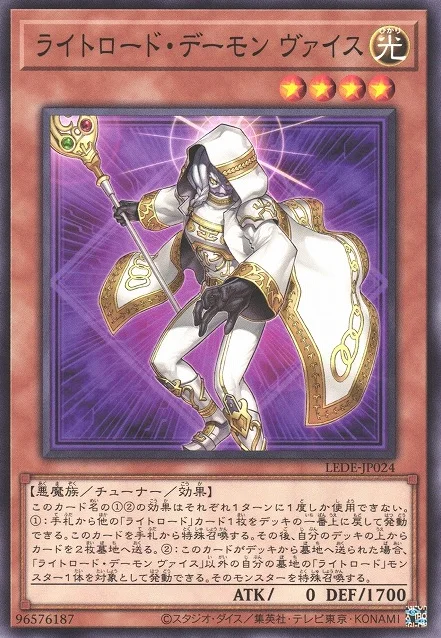 ライトロード・デーモン ヴァイス
光
LEDE-JP024
【悪魔族／チューナー／効果】
このカード名の①②の効果はそれぞれ１ターンに１度しか使用できない。
①：手札から他の「ライトロード」カード１枚をデッキの一番上に戻して発動
できる。このカードを手札から特殊召喚する。その後、自分のデッキの上から
カードを２枚墓地へ送る。②：このカードがデッキから墓地へ送られた場合、
「ライトロード・デーモン ヴァイス」以外の自分の墓地の「ライトロード」モン
スター１体を対象として発動できる。そのモンスターを特殊召喚する。
ATK/ 0 DEF/1700
96576187
©スタジオ・ダイス／集英社・テレビ東京・KONAMI